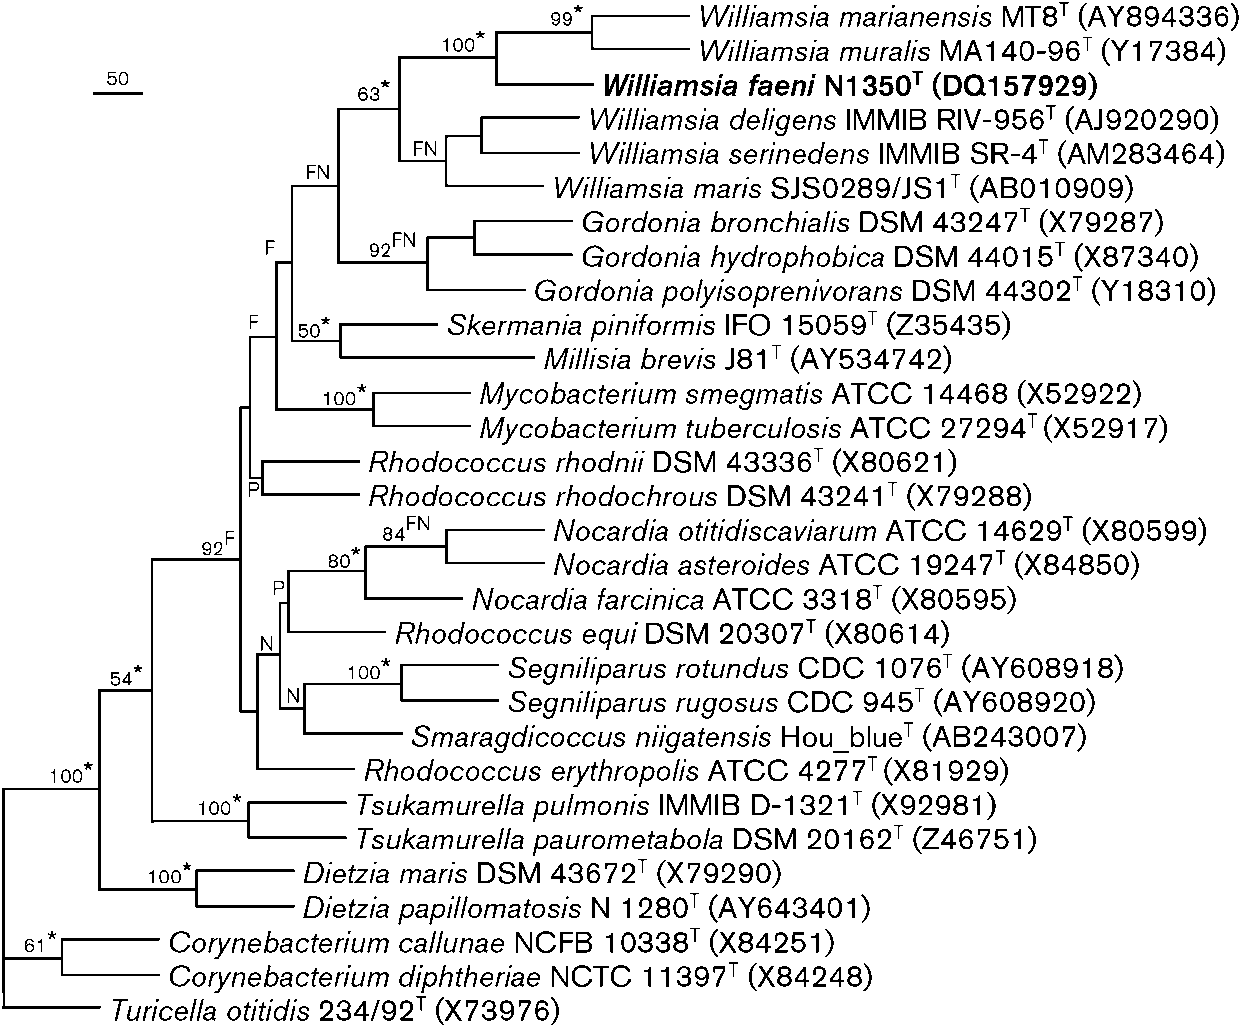 99*
Williamsia marianensis MT8T (AY894336)
100*
Williamsia muralis MA140-96T (Y17384)
50
63*
Williamsia faeni N1350T (DQ157929)
Williamsia deligens IMMIB RIV-956T (AJ920290)
FN
Williamsia serinedens IMMIB SR-4T (AM283464)
FN
Williamsia maris SJS0289/JS1T (AB010909)
Gordonia bronchialis DSM 43247T (X79287)
F
92FN
Gordonia hydrophobica DSM 44015T (X87340)
Gordonia polyisoprenivorans DSM 44302T (Y18310)
F
50*
Skermania piniformis IFO 15059T (Z35435)
Millisia brevis J81T (AY534742)
100*
Mycobacterium smegmatis ATCC 14468 (X52922)
Mycobacterium tuberculosis ATCC 27294T (X52917)
Rhodococcus rhodnii DSM 43336T (X80621)
P
Rhodococcus rhodochrous DSM 43241T (X79288)
84FN
Nocardia otitidiscaviarum ATCC 14629T (X80599)
92F
80*
Nocardia asteroides ATCC 19247T (X84850)
P
Nocardia farcinica ATCC 3318T (X80595)
N
Rhodococcus equi DSM 20307T (X80614)
54*
100*
Segniliparus rotundus CDC 1076T (AY608918)
N
Segniliparus rugosus CDC 945T (AY608920)
Smaragdicoccus niigatensis Hou_blueT (AB243007)
100*
Rhodococcus erythropolis ATCC 4277T (X81929)
100*
Tsukamurella pulmonis IMMIB D-1321T (X92981)
Tsukamurella paurometabola DSM 20162T (Z46751)
100*
Dietzia maris DSM 43672T (X79290)
Dietzia papillomatosis N 1280T (AY643401)
61*
Corynebacterium callunae NCFB 10338T (X84251)
Corynebacterium diphtheriae NCTC 11397T (X84248)
Turicella otitidis 234/92T (X73976)